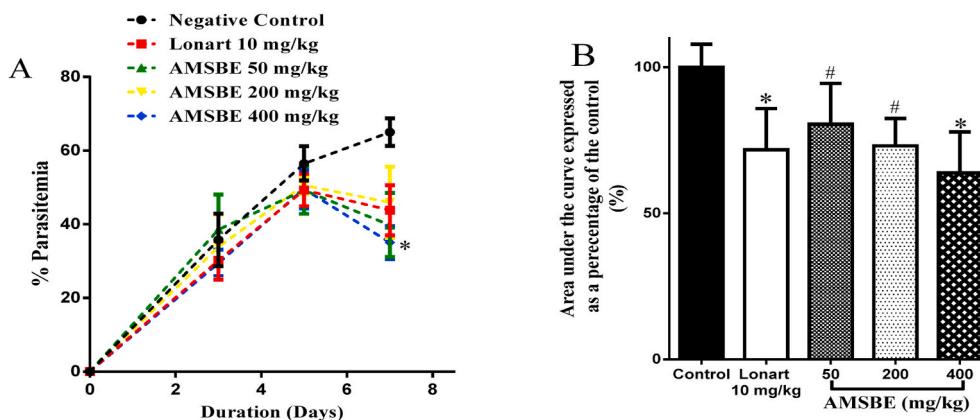 A
Negative Control
Lonart 10 mg/kg
AMSBE 50 mg/kg
AMSBE 200 mg/kg
AMSBE 400 mg/kg
% Parasitemia
80
60
40
20
0
*
0 2 4 6 8
Duration (Days)
B
Area under the curve expressed
as a perecentage of the control
(%)
100
50
0
* # # *
Control Lonart 50 200 400
10 mg/kg
AMSBE (mg/kg)